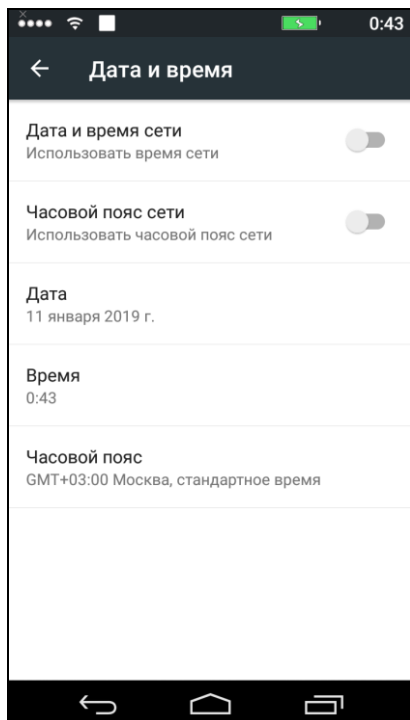 0:43
Дата и время
Дата и время сети
Использовать время сети
Часовой пояс сети
Использовать часовой пояс сети
Дата
11 января 2019 г.
Время
0:43
Часовой пояс
GMT+03:00 Москва, стандартное время